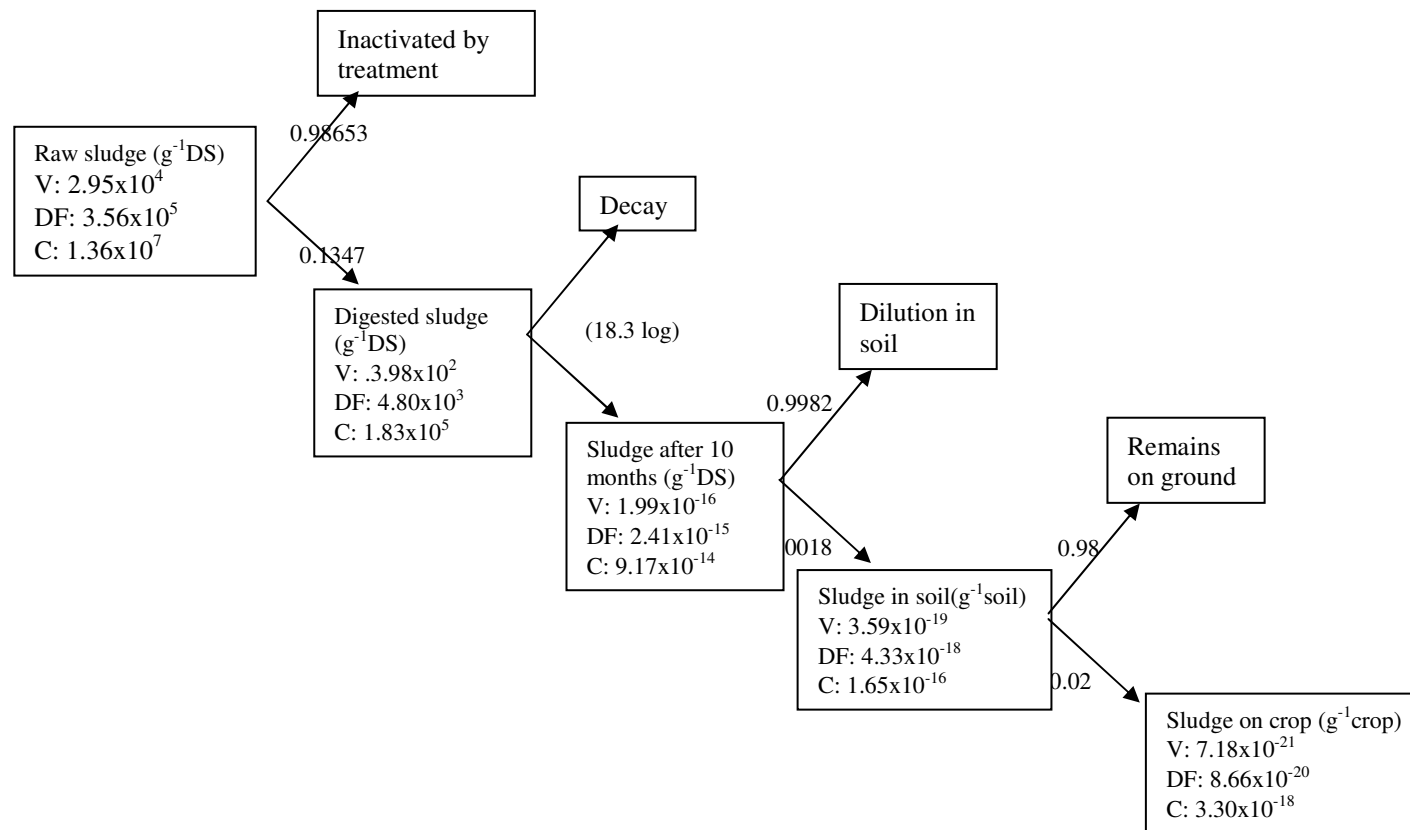 Inactivated by
treatment
0.98653
Raw sludge (g⁻¹DS)
V: 2.95x10⁴
DF: 3.56x10⁵
C: 1.36x10⁷
0.1347
Decay
Digested sludge
(g⁻¹DS)
V: .3.98x10²
DF: 4.80x10³
C: 1.83x10⁵
(18.3 log)
Dilution in
soil
0.9982
Sludge after 10
months (g⁻¹DS)
V: 1.99x10⁻¹⁶
DF: 2.41x10⁻¹⁵
C: 9.17x10⁻¹⁴
0018
Remains
on ground
0.98
Sludge in soil(g⁻¹soil)
V: 3.59x10⁻¹⁹
DF: 4.33x10⁻¹⁸
C: 1.65x10⁻¹⁶
0.02
Sludge on crop (g⁻¹crop)
V: 7.18x10⁻²¹
DF: 8.66x10⁻²⁰
C: 3.30x10⁻¹⁸